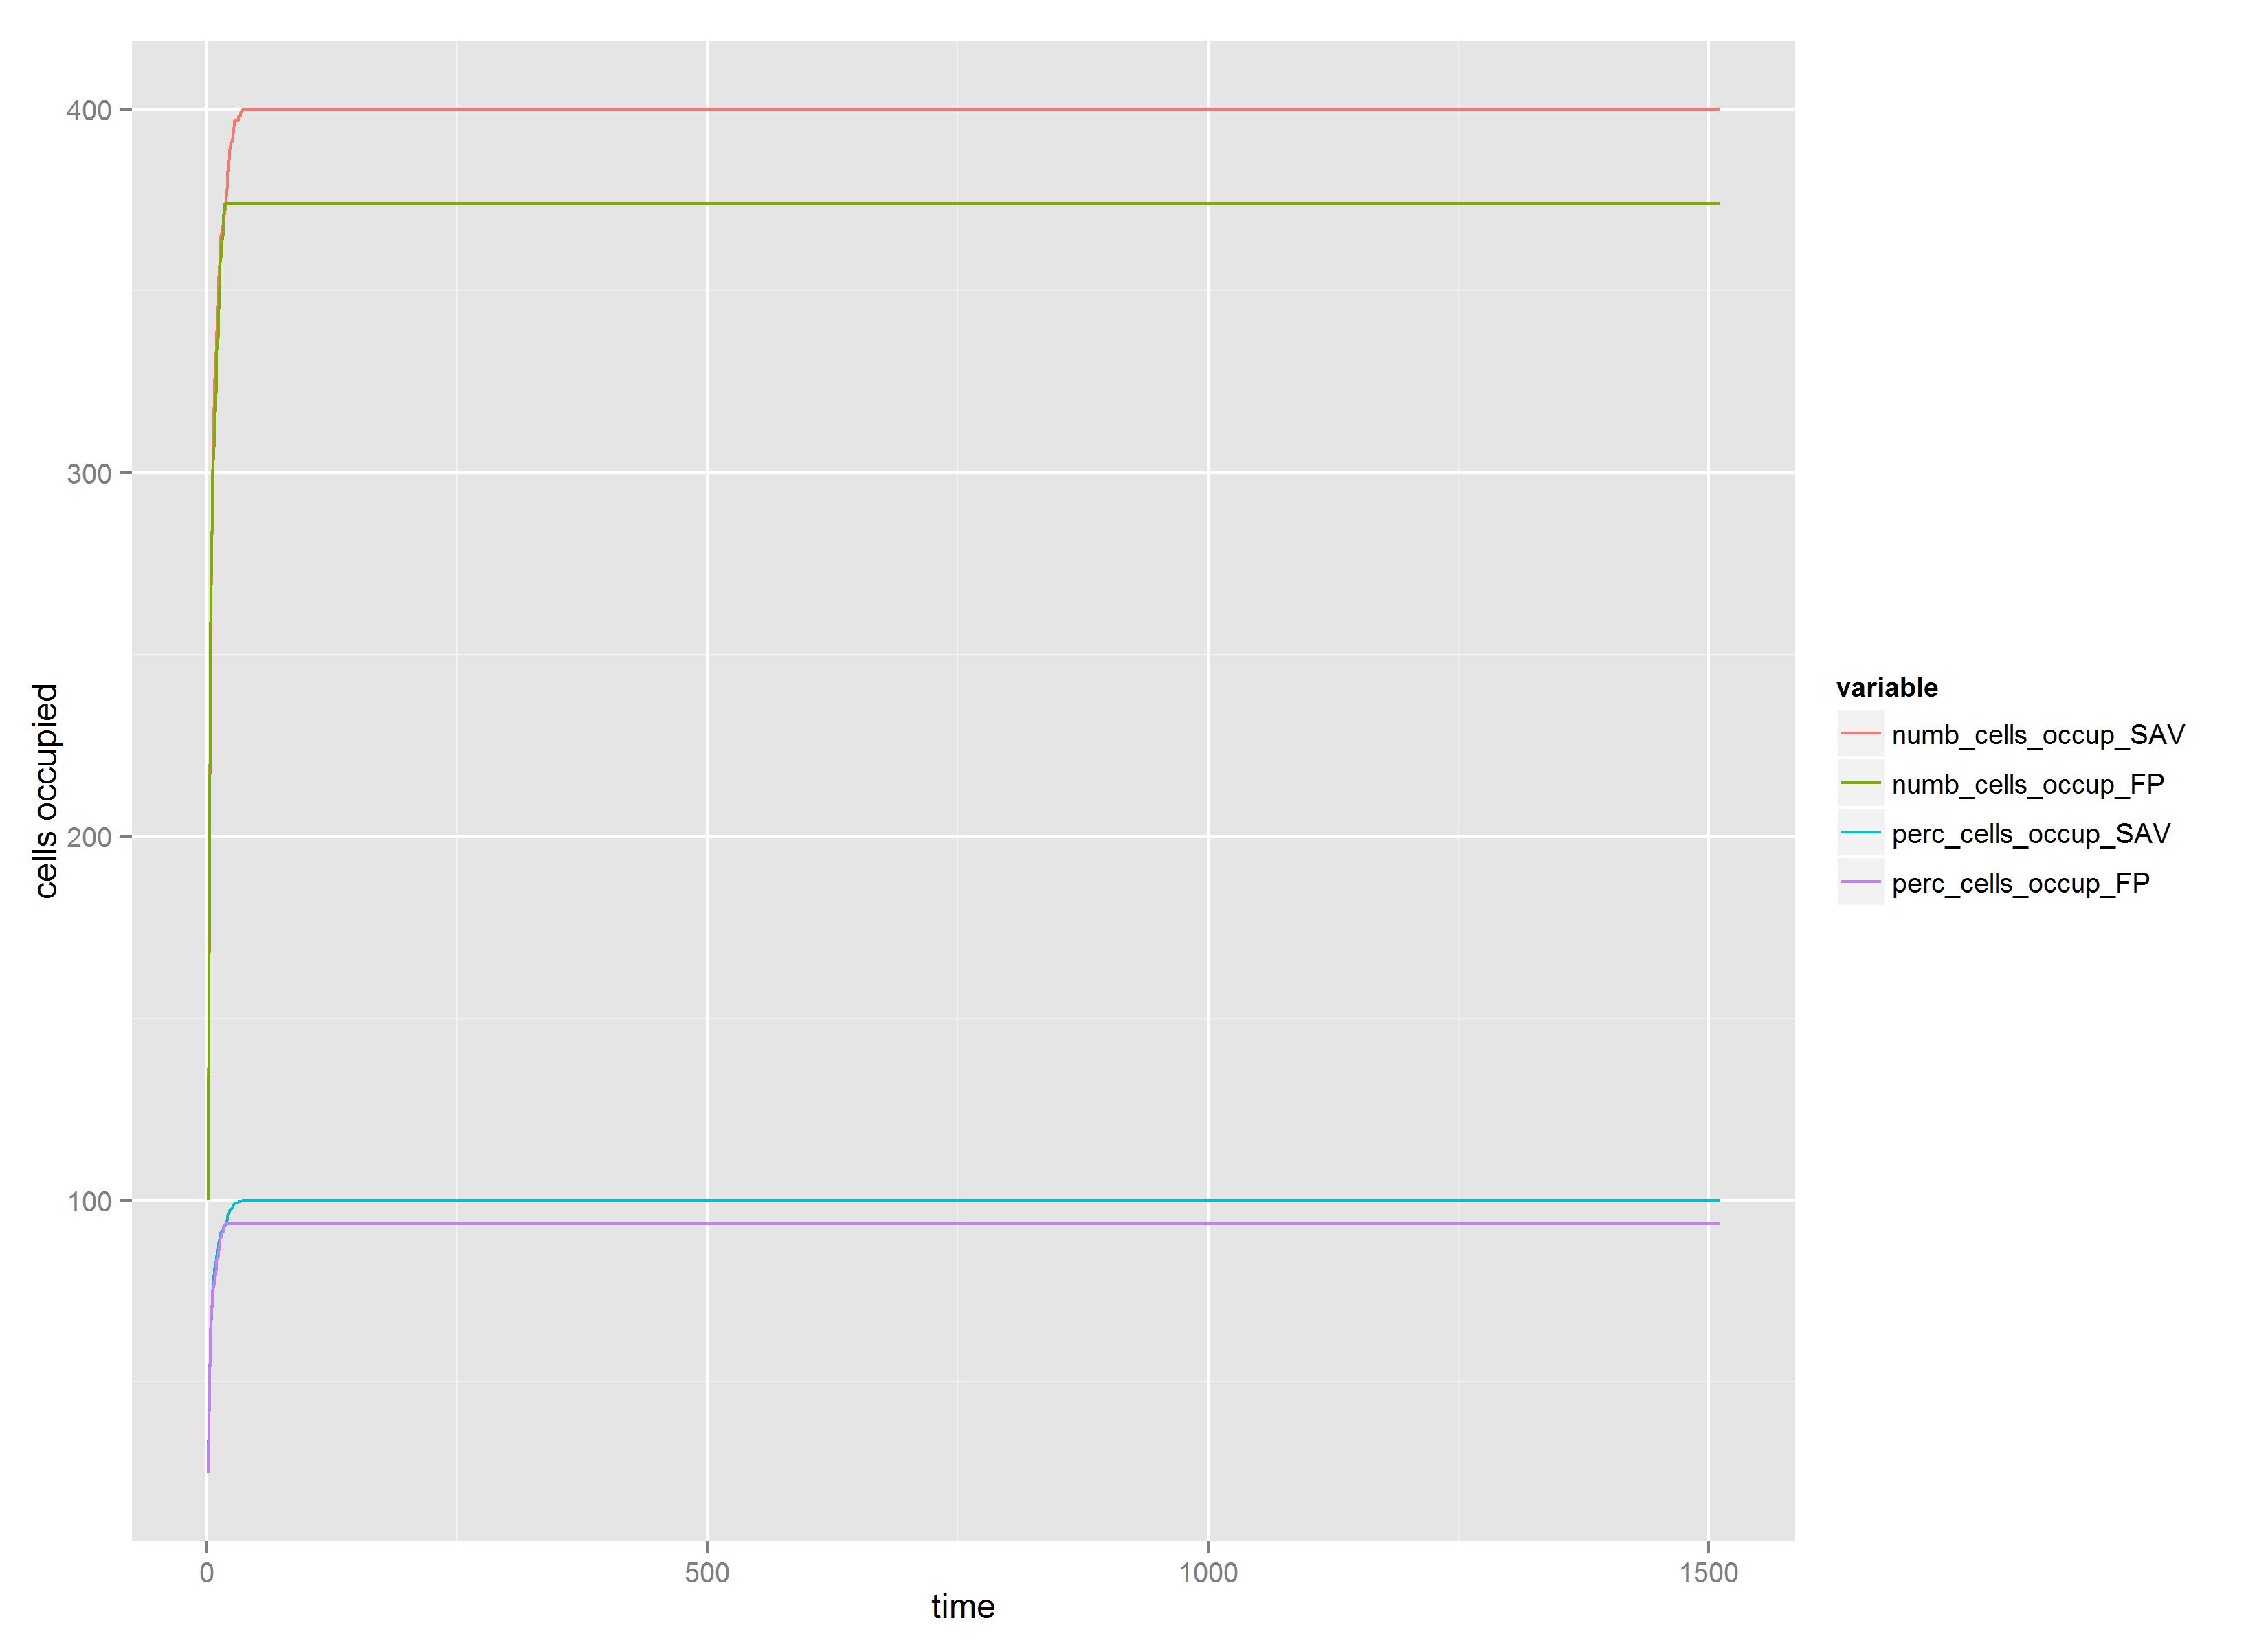 400
300
200
100
cells occupied
0 500 1000 1500
time
variable
numb_cells_occup_SAV
numb_cells_occup_FP
perc_cells_occup_SAV
perc_cells_occup_FP